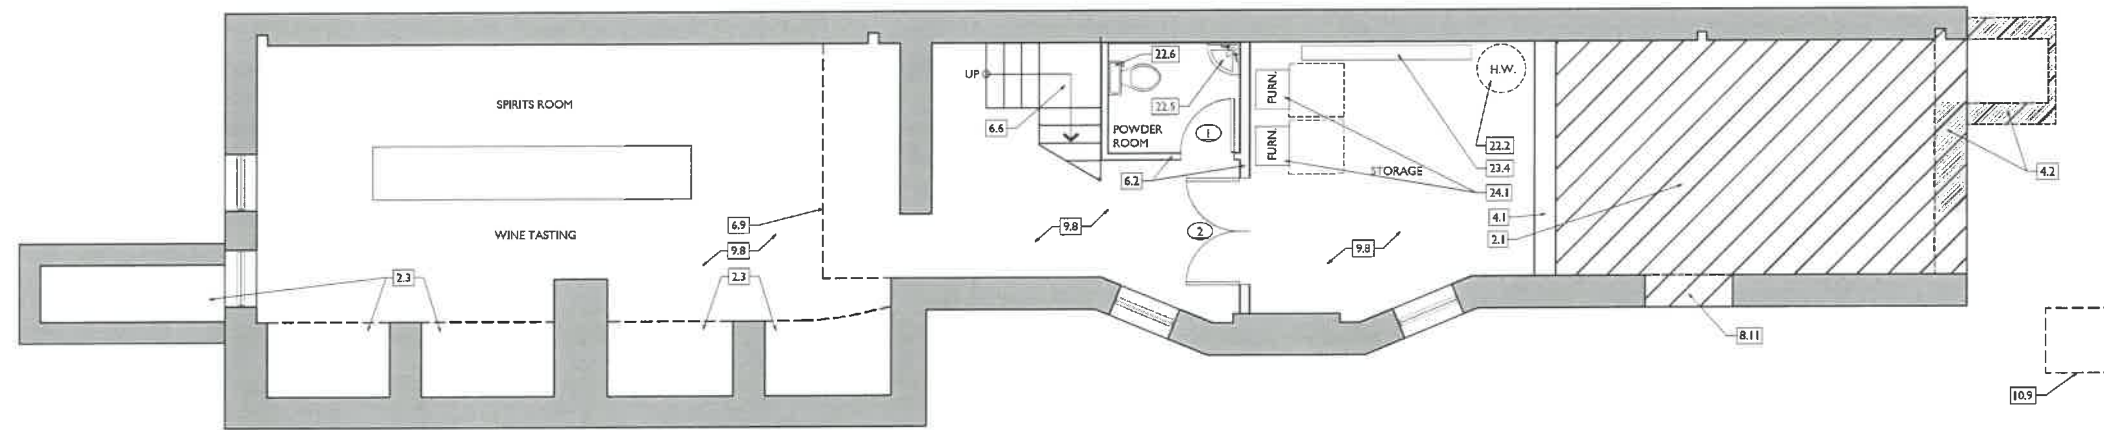 SPIRITS ROOM
WINE TASTING
2.3
2.3
6.9
9.8
UP
6.6
22.6
22.5
POWDER
ROOM
1
6.2
9.8
2
FURN.
FURN.
H.W.
STORAGE
9.8
22.2
23.4
24.1
4.1
2.1
4.2
8.11
10.9